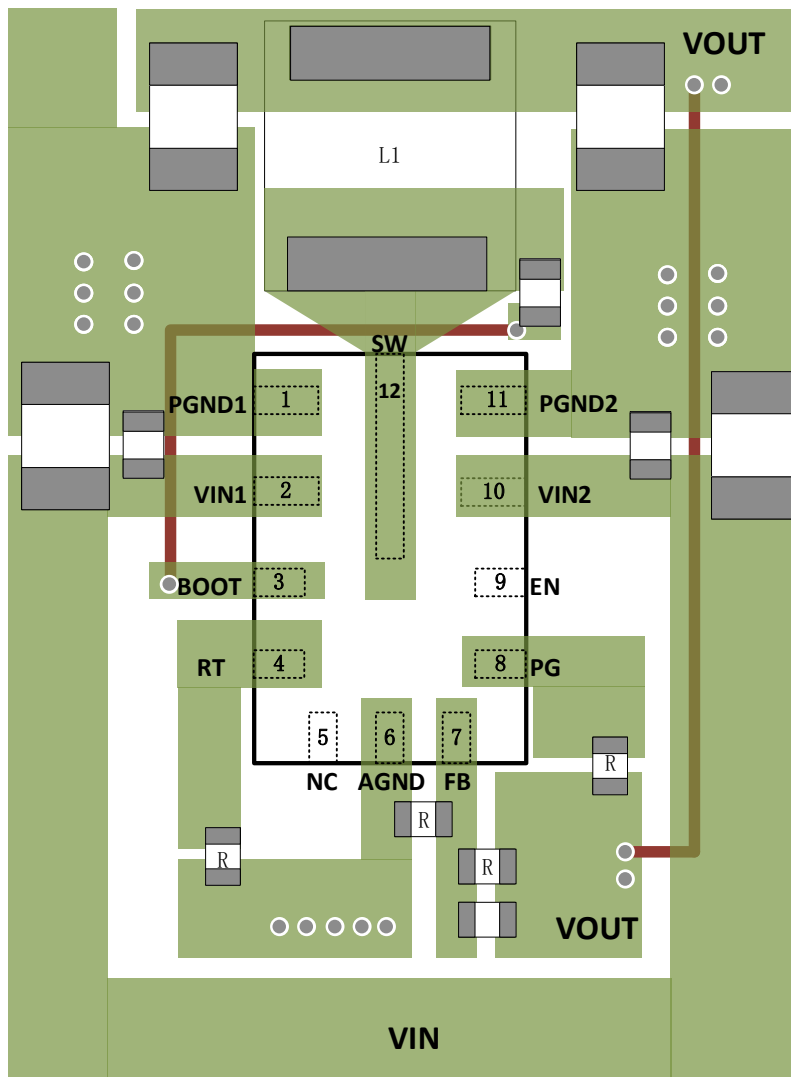 VOUT
L1
SW
PGND1 1 12 11 PGND2
VIN1 2 10 VIN2
BOOT 3 9 EN
RT 4 8 PG
5 6 7
NC AGND FB
R
R
R
R
VOUT
VIN